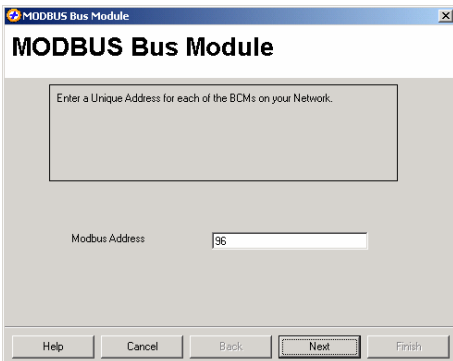 MODBUS Bus Module
MODBUS Bus Module
Enter a Unique Address for each of the BCMs on your Network.
Modbus Address 96
Help Cancel Back Next Finish